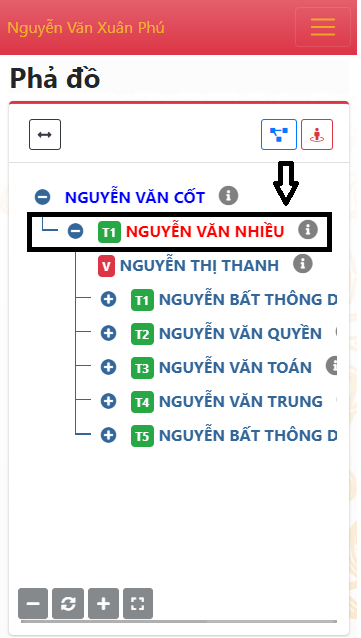 Nguyễn Văn Xuân Phú
Phả đồ
NGUYỄN VĂN CỐT
T1 NGUYỄN VĂN NHIỀU
V NGUYỄN THỊ THANH
T1 NGUYỄN BẤT THÔNG D
T2 NGUYỄN VĂN QUYỀN
T3 NGUYỄN VĂN TOÁN
T4 NGUYỄN VĂN TRUNG
T5 NGUYỄN BẤT THÔNG D